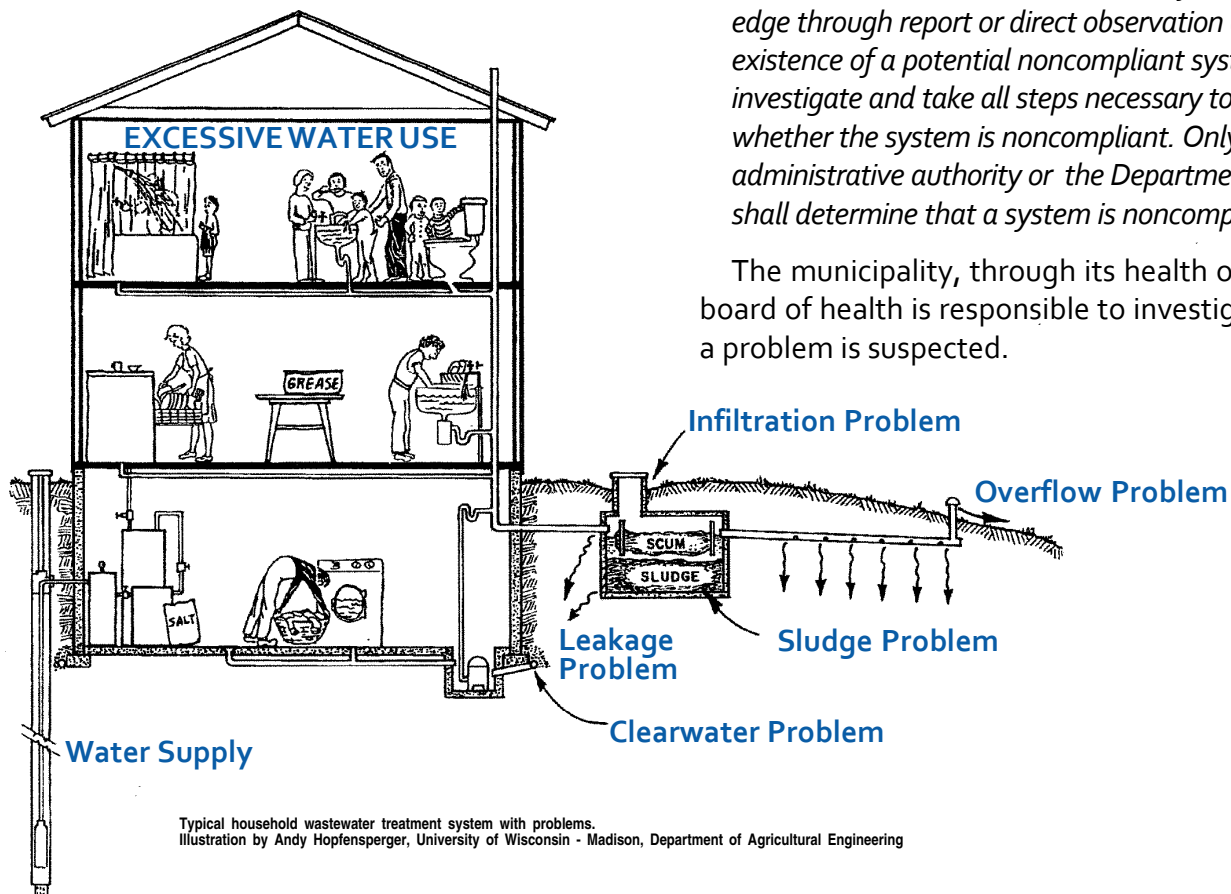 edge through report or direct observation
existence of a potential noncompliant syst
investigate and take all steps necessary to
whether the system is noncompliant. Only
administrative authority or the Departme
shall determine that a system is noncomp
The municipality, through its health o
board of health is responsible to investig
a problem is suspected.
EXCESSIVE WATER USE
GREASE
Infiltration Problem
Overflow Problem
SCUM
SLUDGE
SALT
Leakage
Problem
Sludge Problem
Clearwater Problem
Water Supply
Typical household wastewater treatment system with problems.
Illustration by Andy Hopfensperger, University of Wisconsin - Madison, Department of Agricultural Engineering